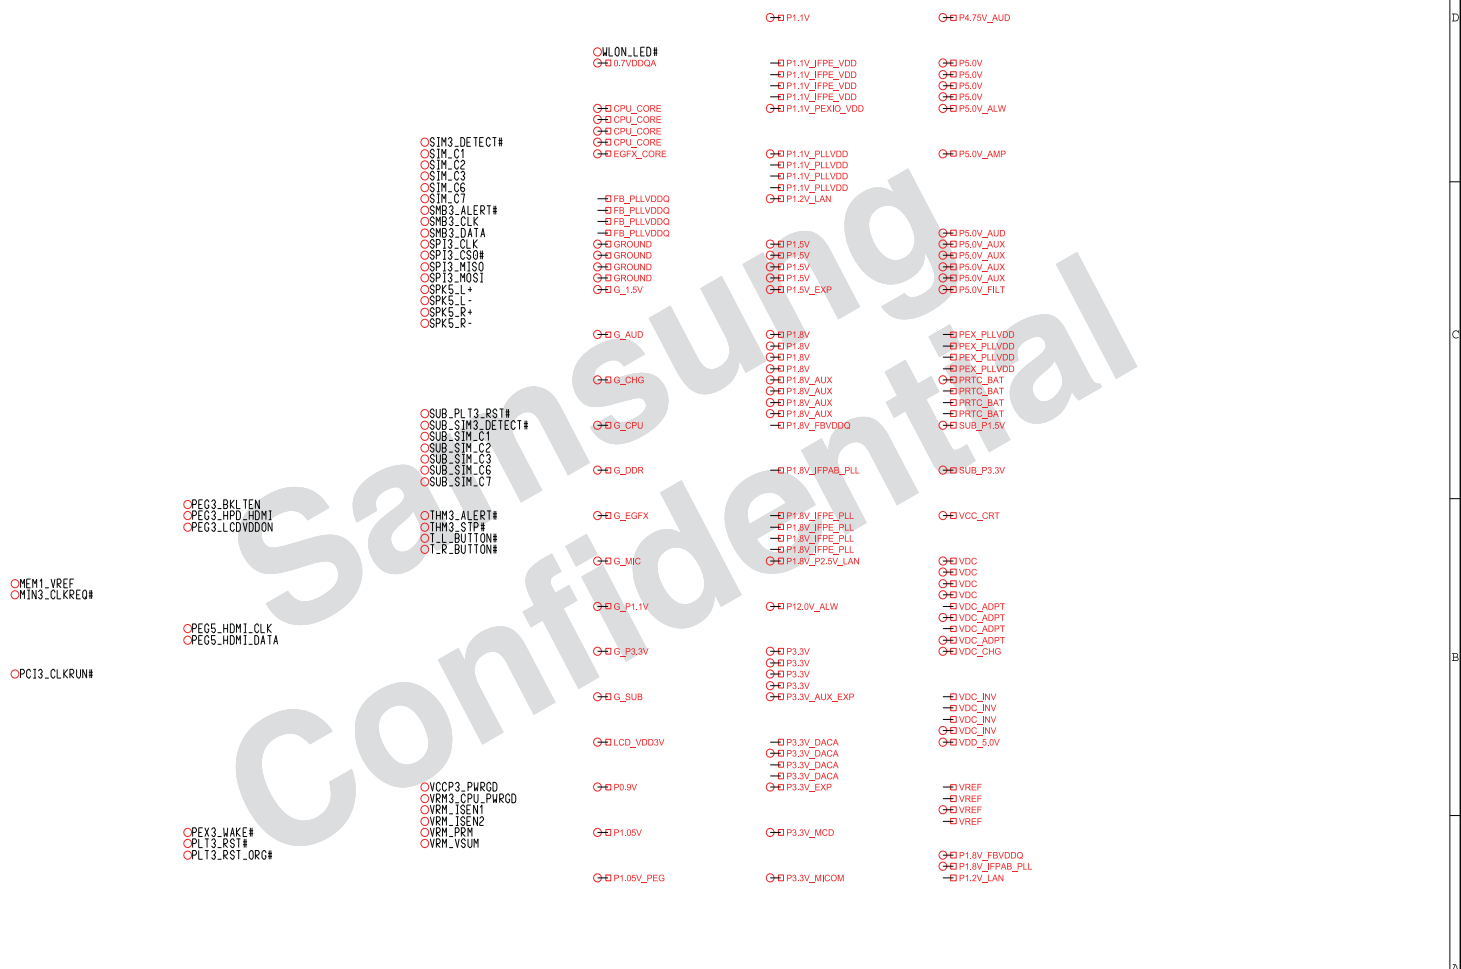 MEM1_VREF
MIN3_CLKREQ#
PCI3_CLKRUN#
PEG3_BKLTEN
PEG3_HPD_HDMI
PEG3_LCDVDDON
PEG5_HDMI_CLK
PEG5_HDMI_DATA
PEX3_WAKE#
PLT3_RST#
PLT3_RST_ORG#
SIM3_DETECT#
SIM_C1
SIM_C2
SIM_C3
SIM_C6
SIM_C7
SMB3_ALERT#
SMB3_CLK
SMB3_DATA
SPI3_CLK
SPI3_CS0#
SPI3_MISO
SPI3_MOSI
SPK5_L+
SPK5_L-
SPK5_R+
SPK5_R-
SUB_PLT3_RST#
SUB_SIM3_DETECT#
SUB_SIM_C1
SUB_SIM_C2
SUB_SIM_C3
SUB_SIM_C6
SUB_SIM_C7
THM3_ALERT#
THM3_STP#
T_L_BUTTON#
T_R_BUTTON#
VCCP3_PWRGD
VRM3_CPU_PWRGD
VRM_ISEN1
VRM_ISEN2
VRM_PRM
VRM_VSUM
WLON_LED#
0.7VDDQA
CPU_CORE
CPU_CORE
CPU_CORE
CPU_CORE
EGFX_CORE
FB_PLLVDDQ
FB_PLLVDDQ
FB_PLLVDDQ
FB_PLLVDDQ
GROUND
GROUND
GROUND
GROUND
G_1.5V
G_AUD
G_CHG
G_CPU
G_DDR
G_EGFX
G_MIC
G_P1.1V
G_P3.3V
G_SUB
LCD_VDD3V
P0.9V
P1.05V
P1.05V_PEG
P1.1V
P1.1V_IFPE_VDD
P1.1V_IFPE_VDD
P1.1V_IFPE_VDD
P1.1V_IFPE_VDD
P1.1V_PEXIO_VDD
P1.1V_PLLVDD
P1.1V_PLLVDD
P1.1V_PLLVDD
P1.1V_PLLVDD
P1.2V_LAN
P1.5V
P1.5V
P1.5V
P1.5V
P1.5V_EXP
P1.8V
P1.8V
P1.8V
P1.8V
P1.8V_AUX
P1.8V_AUX
P1.8V_AUX
P1.8V_AUX
P1.8V_FBVDDQ
P1.8V_IFPAB_PLL
P1.8V_IFPE_PLL
P1.8V_IFPE_PLL
P1.8V_IFPE_PLL
P1.8V_IFPE_PLL
P1.8V_P2.5V_LAN
P12.0V_ALW
P3.3V
P3.3V
P3.3V
P3.3V
P3.3V_AUX_EXP
P3.3V_DACA
P3.3V_DACA
P3.3V_DACA
P3.3V_DACA
P3.3V_EXP
P3.3V_MCD
P3.3V_MICOM
P4.75V_AUD
P5.0V
P5.0V
P5.0V
P5.0V
P5.0V_ALW
P5.0V_AMP
P5.0V_AUD
P5.0V_AUX
P5.0V_AUX
P5.0V_AUX
P5.0V_AUX
P5.0V_FILT
PEX_PLLVDD
PEX_PLLVDD
PEX_PLLVDD
PEX_PLLVDD
PRTC_BAT
PRTC_BAT
PRTC_BAT
PRTC_BAT
SUB_P1.5V
SUB_P3.3V
VCC_CRT
VDC
VDC
VDC
VDC
VDC_ADPT
VDC_ADPT
VDC_ADPT
VDC_ADPT
VDC_CHG
VDC_INV
VDC_INV
VDC_INV
VDC_INV
VDD_5.0V
VREF
VREF
VREF
VREF
P1.8V_FBVDDQ
P1.8V_IFPAB_PLL
P1.2V_LAN
D
C
B
Samsung
Confidential